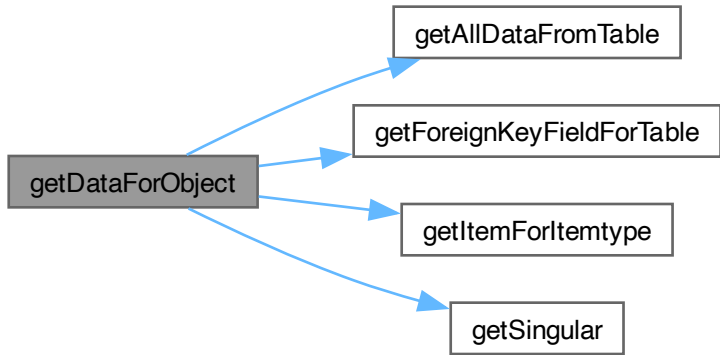 getAllDataFromTable
getForeignKeyFieldForTable
getDataForObject
getItemForItemtype
getSingular